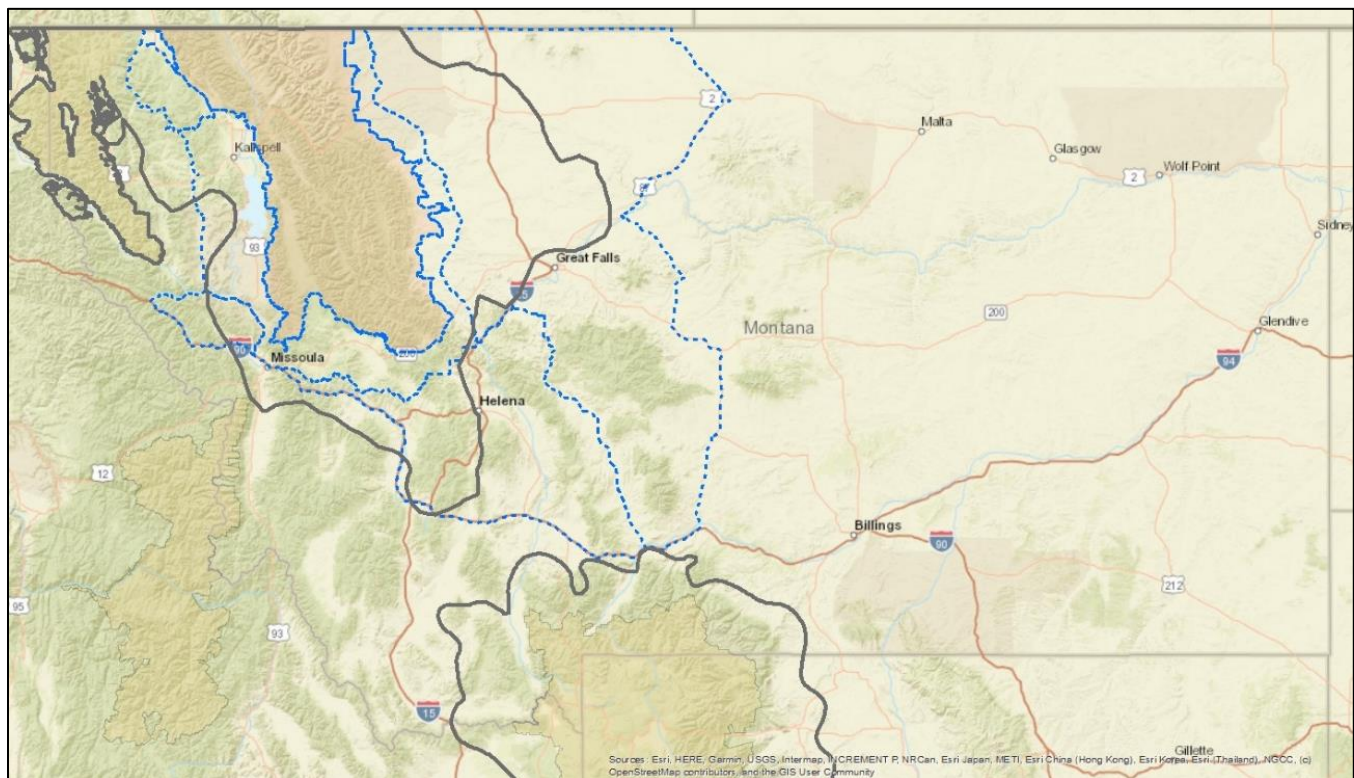 2
Malta
Kalispell
Glasgow
2
Wolf Point
87
Sidney
93
Great Falls
15
Montana
200
Glendive
200
90
Missoula
94
Helena
12
Billings
90
212
95
93
15
Gillette
Sources: Esri, HERE, Garmin, USGS, Intermap, INCREMENT P, NRCan, Esri Japan, METI, Esri China (Hong Kong), Esri Korea, Esri (Thailand), NGCC, (c)
OpenStreetMap contributors, and the GIS User Community